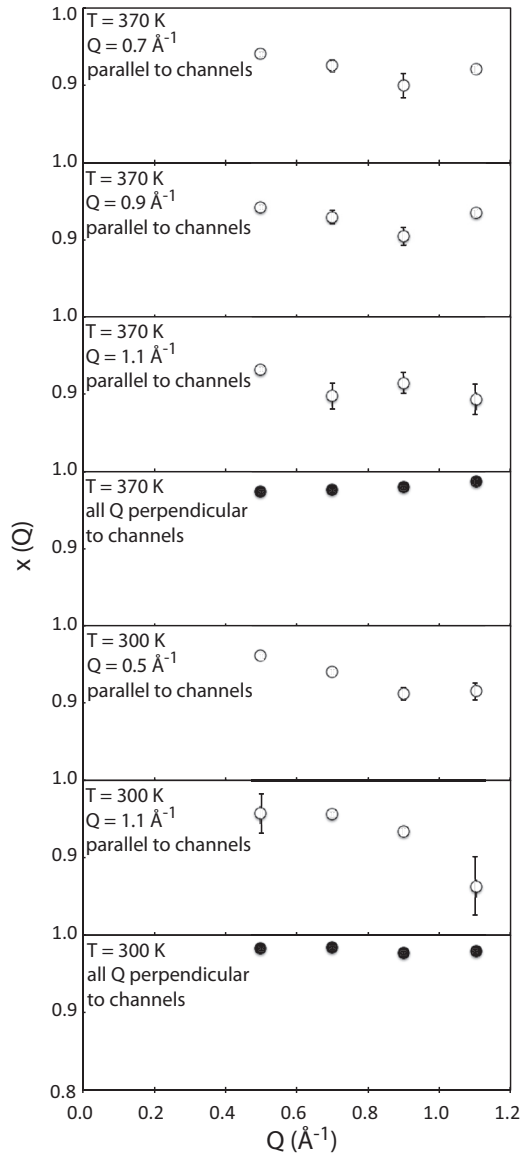 1.0
T = 370 K
Q = 0.7 Å-1
parallel to channels
0.9
1.0
T = 370 K
Q = 0.9 Å-1
parallel to channels
0.9
1.0
T = 370 K
Q = 1.1 Å-1
parallel to channels
0.9
1.0
T = 370 K
all Q perpendicular
to channels
0.9
1.0
T = 300 K
Q = 0.5 Å-1
parallel to channels
0.9
1.0
T = 300 K
Q = 1.1 Å-1
parallel to channels
0.9
1.0
T = 300 K
all Q perpendicular
to channels
0.9
0.8
x (Q)
0.0 0.2 0.4 0.6 0.8 1.0 1.2
Q (Å-1)